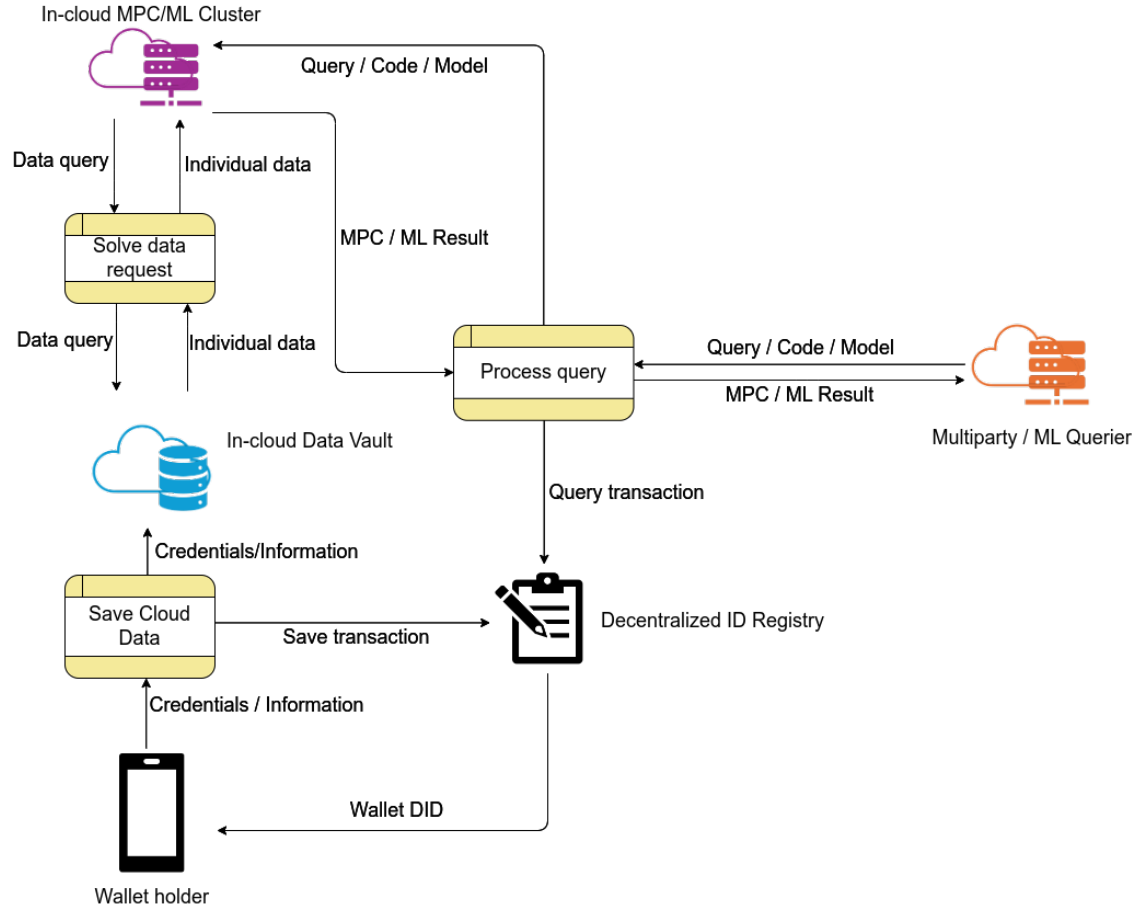 In-cloud MPC/ML Cluster
Query / Code / Model
Data query
Individual data
Solve data
request
MPC / ML Result
Data query
Individual data
Process query
Query / Code / Model
MPC / ML Result
Multiparty / ML Querier
In-cloud Data Vault
Query transaction
Credentials/Information
Save Cloud
Data
Save transaction
Decentralized ID Registry
Credentials / Information
Wallet DID
Wallet holder